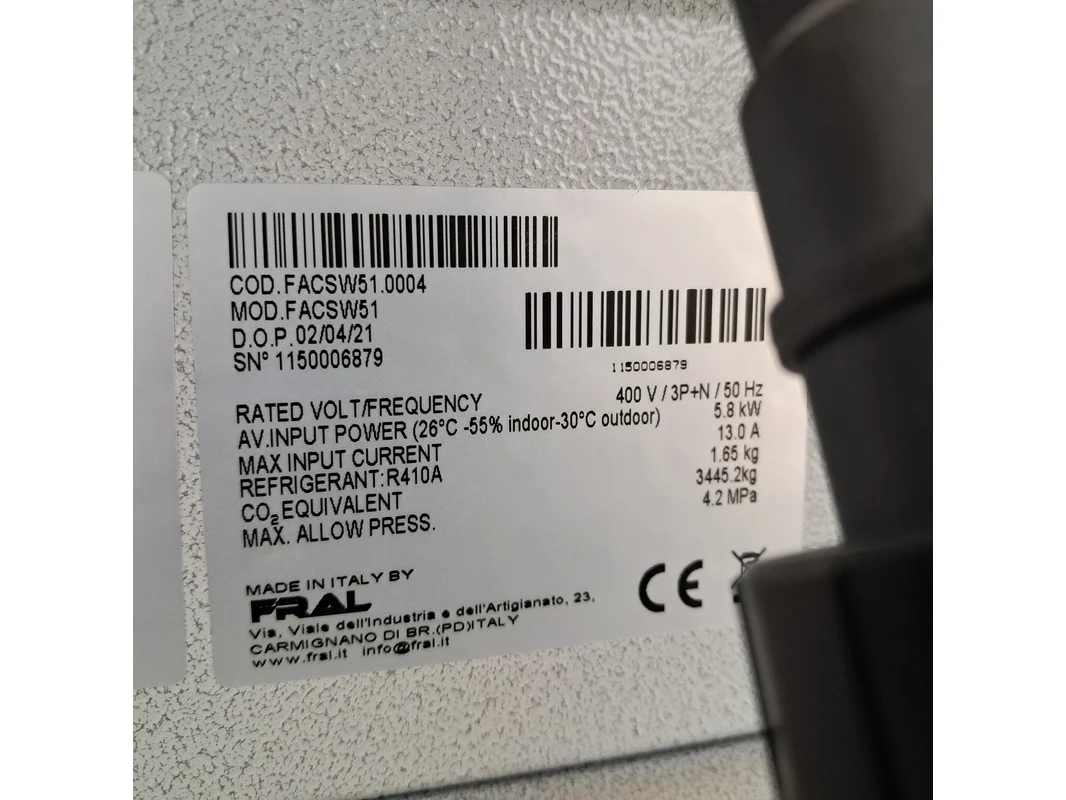 COD.FACSW51.0004
MOD.FACSW51
D.O.P. 02/04/21
SN° 1150006879
1150006879
RATED VOLT/FREQUENCY 400 V / 3P+N / 50 Hz
AV.INPUT POWER (26°C -55% indoor-30°C outdoor) 5.8 kW
MAX INPUT CURRENT 13.0 A
REFRIGERANT:R410A 1.65 kg
CO₂EQUIVALENT 3445.2kg
MAX. ALLOW PRESS. 4.2 MPa
MADE IN ITALY BY
FRAL
Via, Viale dell'Industria e dell'Artigianato, 23,
CARMIGNANO DI BR.(PD)ITALY
www.fral.it info@fral.it
CE